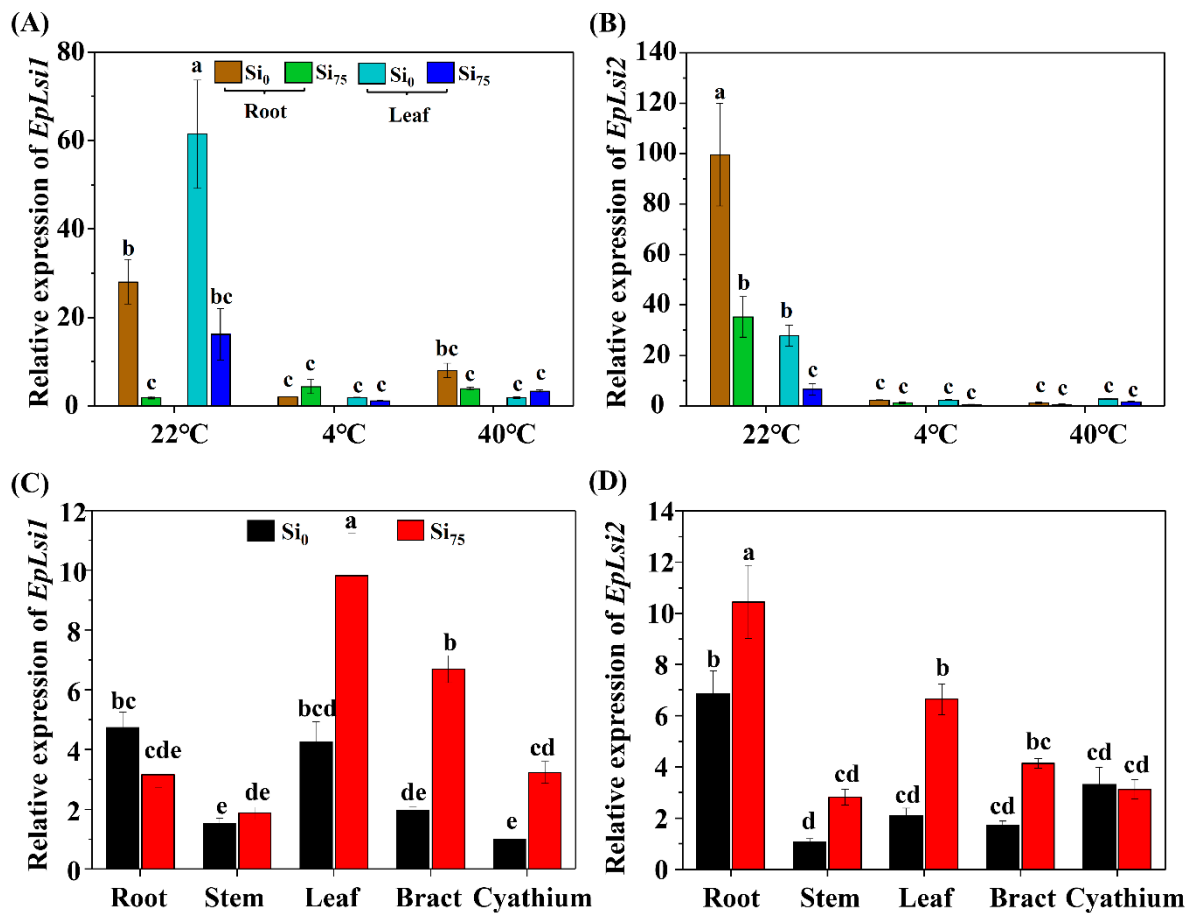 (A)
Relative expression of EpLsi1
80
60
40
20
0
Si0 Si75 Si0 Si75
Root Leaf
b c a bc
c c c c
bc c c c
22°C 4°C 40°C
(B)
Relative expression of EpLsi2
140
120
100
80
60
40
20
0
a b b c
c c c c
c c c c
22°C 4°C 40°C
(C)
Relative expression of EpLsi1
12
10
8
6
4
2
0
Si0 Si75
bc cde e de bcd a de b e cd
Root Stem Leaf Bract Cyathium
(D)
Relative expression of EpLsi2
14
12
10
8
6
4
2
0
b a d cd cd b cd bc cd cd
Root Stem Leaf Bract Cyathium